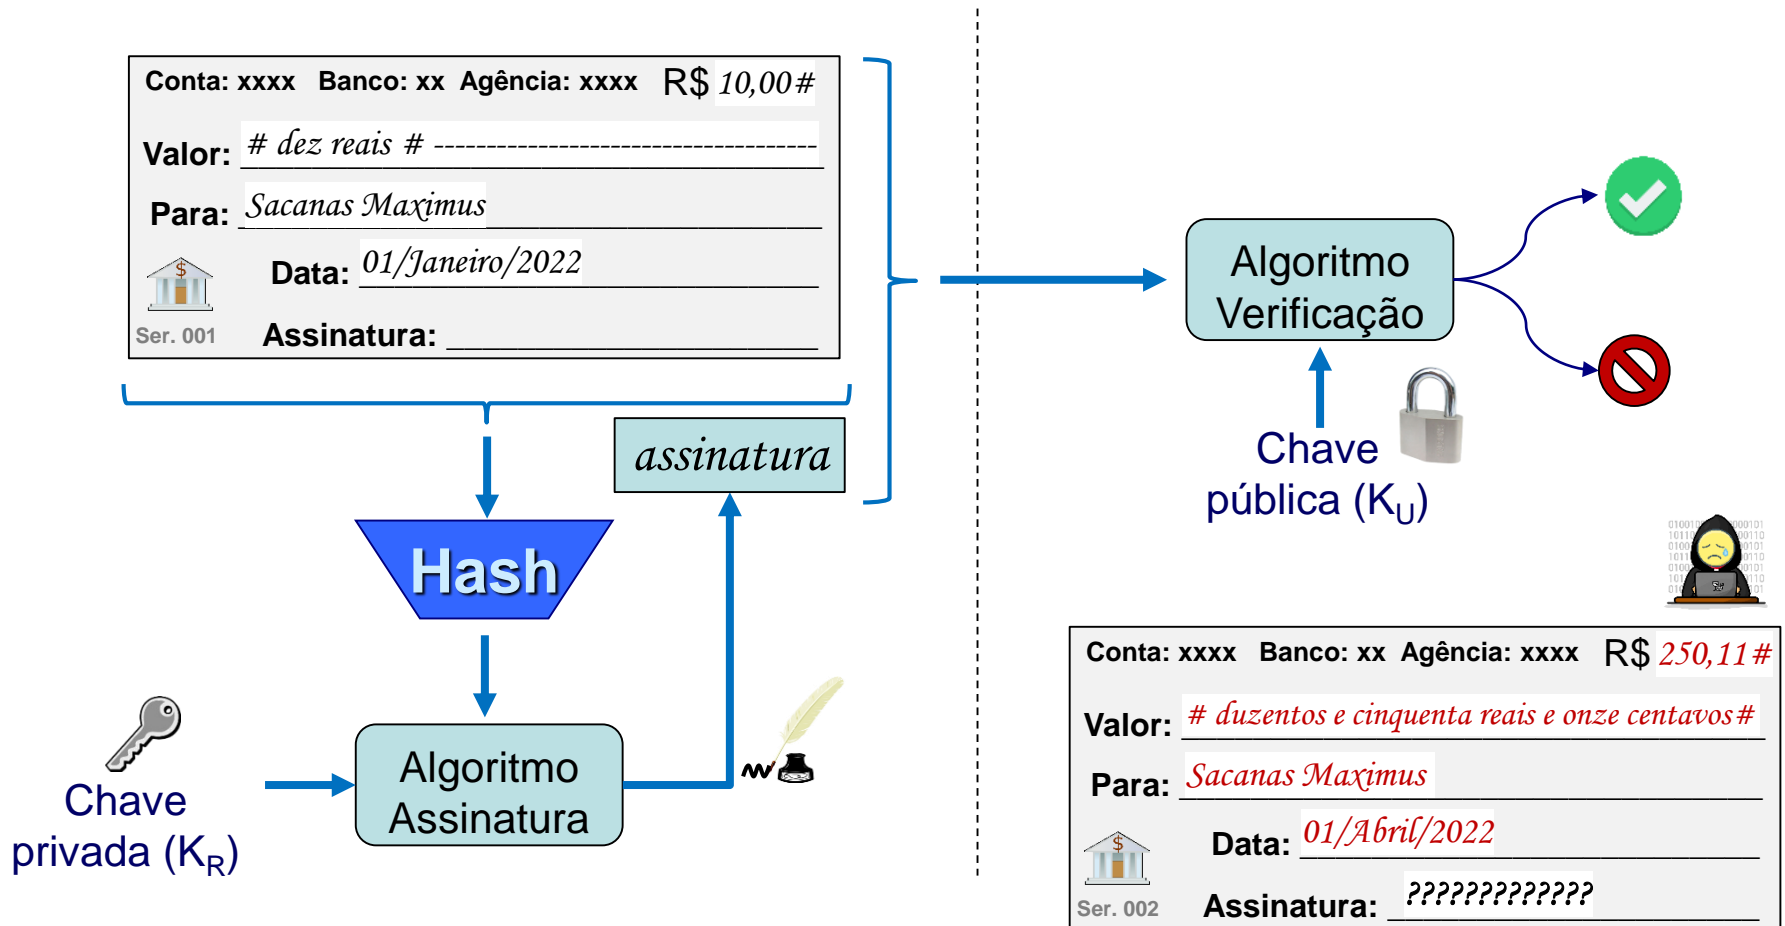 Conta: xxxx Banco: xx Agência: xxxx R$ 10,00#
Valor: # dez reais # ------------------------------------
Para: Sacanas Maximus
Data: 01/Janeiro/2022
Ser. 001 Assinatura:
assinatura
Hash
Chave
privada (KR)
Algoritmo
Assinatura
Algoritmo
Verificação
Chave
pública (KU)
Conta: xxxx Banco: xx Agência: xxxx R$ 250,11#
Valor: # duzentos e cinquenta reais e onze centavos#
Para: Sacanas Maximus
Data: 01/Abril/2022
Ser. 002 Assinatura: ?????????????